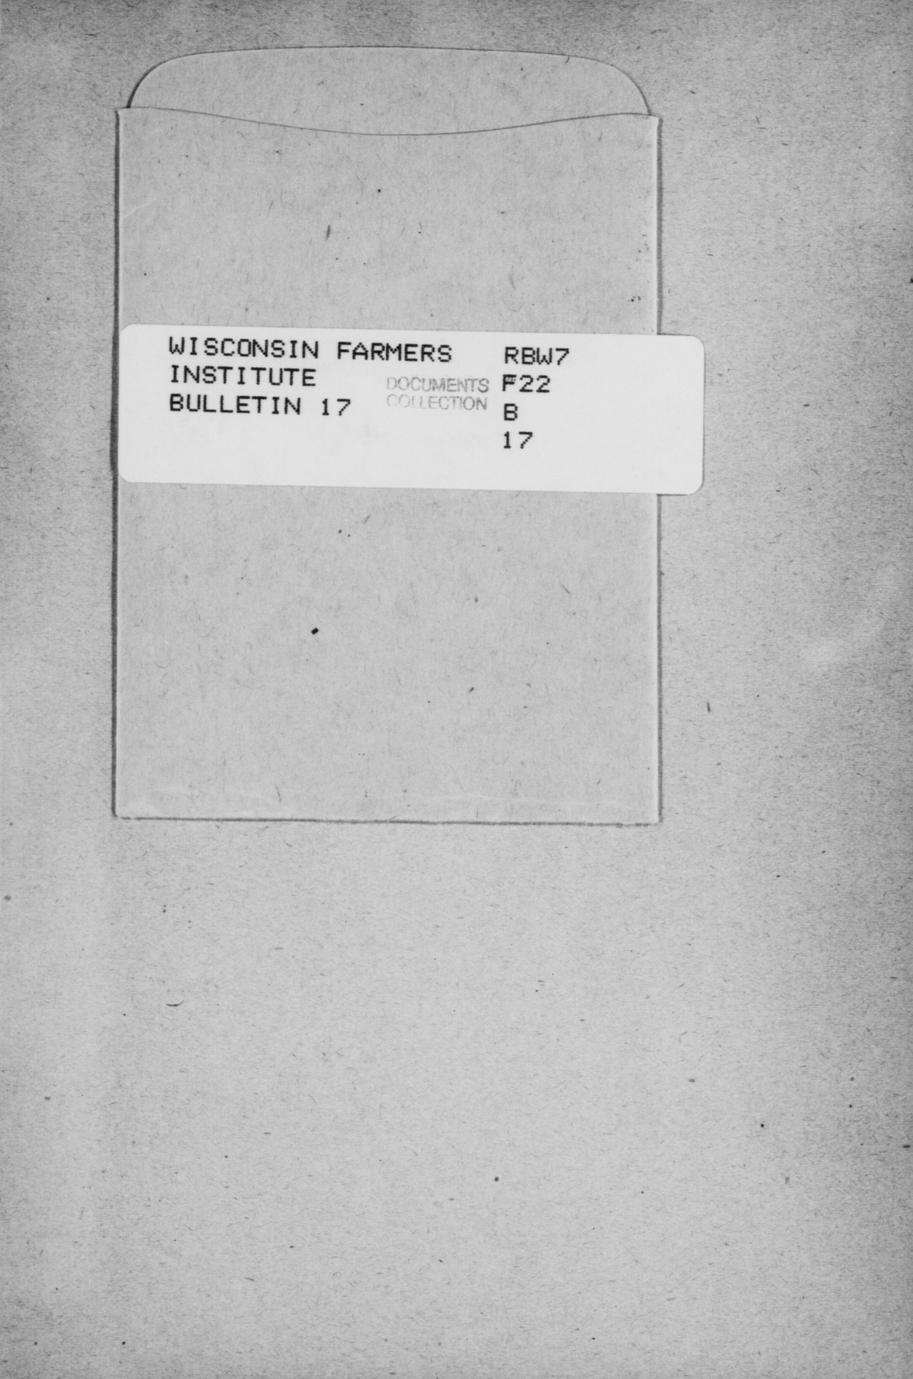 WISCONSIN FARMERS RBW7
INSTITUTE DOCUMENTS F22
BULLETIN 17 COLLECTION B
17